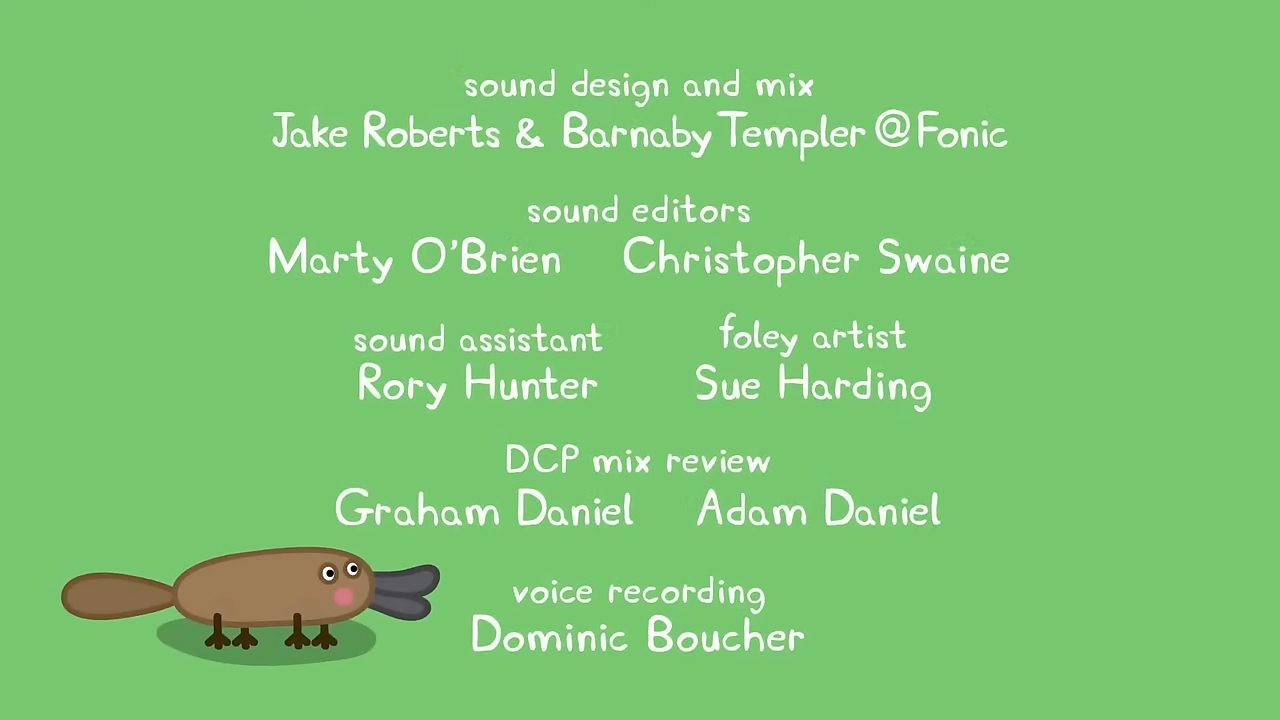 sound design and mix
Jake Roberts & Barnaby Templer @Fonic
sound editors
Marty O'Brien Christopher Swaine
sound assistant foley artist
Rory Hunter Sue Harding
DCP mix review
Graham Daniel Adam Daniel
voice recording
Dominic Boucher